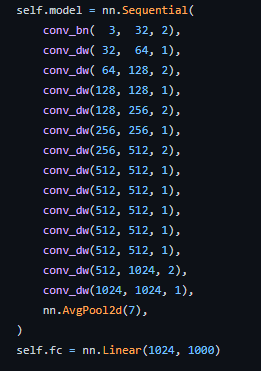 self.model = nn.Sequential(
    conv_bn(  3,  32, 2),
    conv_dw( 32,  64, 1),
    conv_dw( 64, 128, 2),
    conv_dw(128, 128, 1),
    conv_dw(128, 256, 2),
    conv_dw(256, 256, 1),
    conv_dw(256, 512, 2),
    conv_dw(512, 512, 1),
    conv_dw(512, 512, 1),
    conv_dw(512, 512, 1),
    conv_dw(512, 512, 1),
    conv_dw(512, 512, 1),
    conv_dw(512, 1024, 2),
    conv_dw(1024, 1024, 1),
    nn.AvgPool2d(7),
)
self.fc = nn.Linear(1024, 1000)